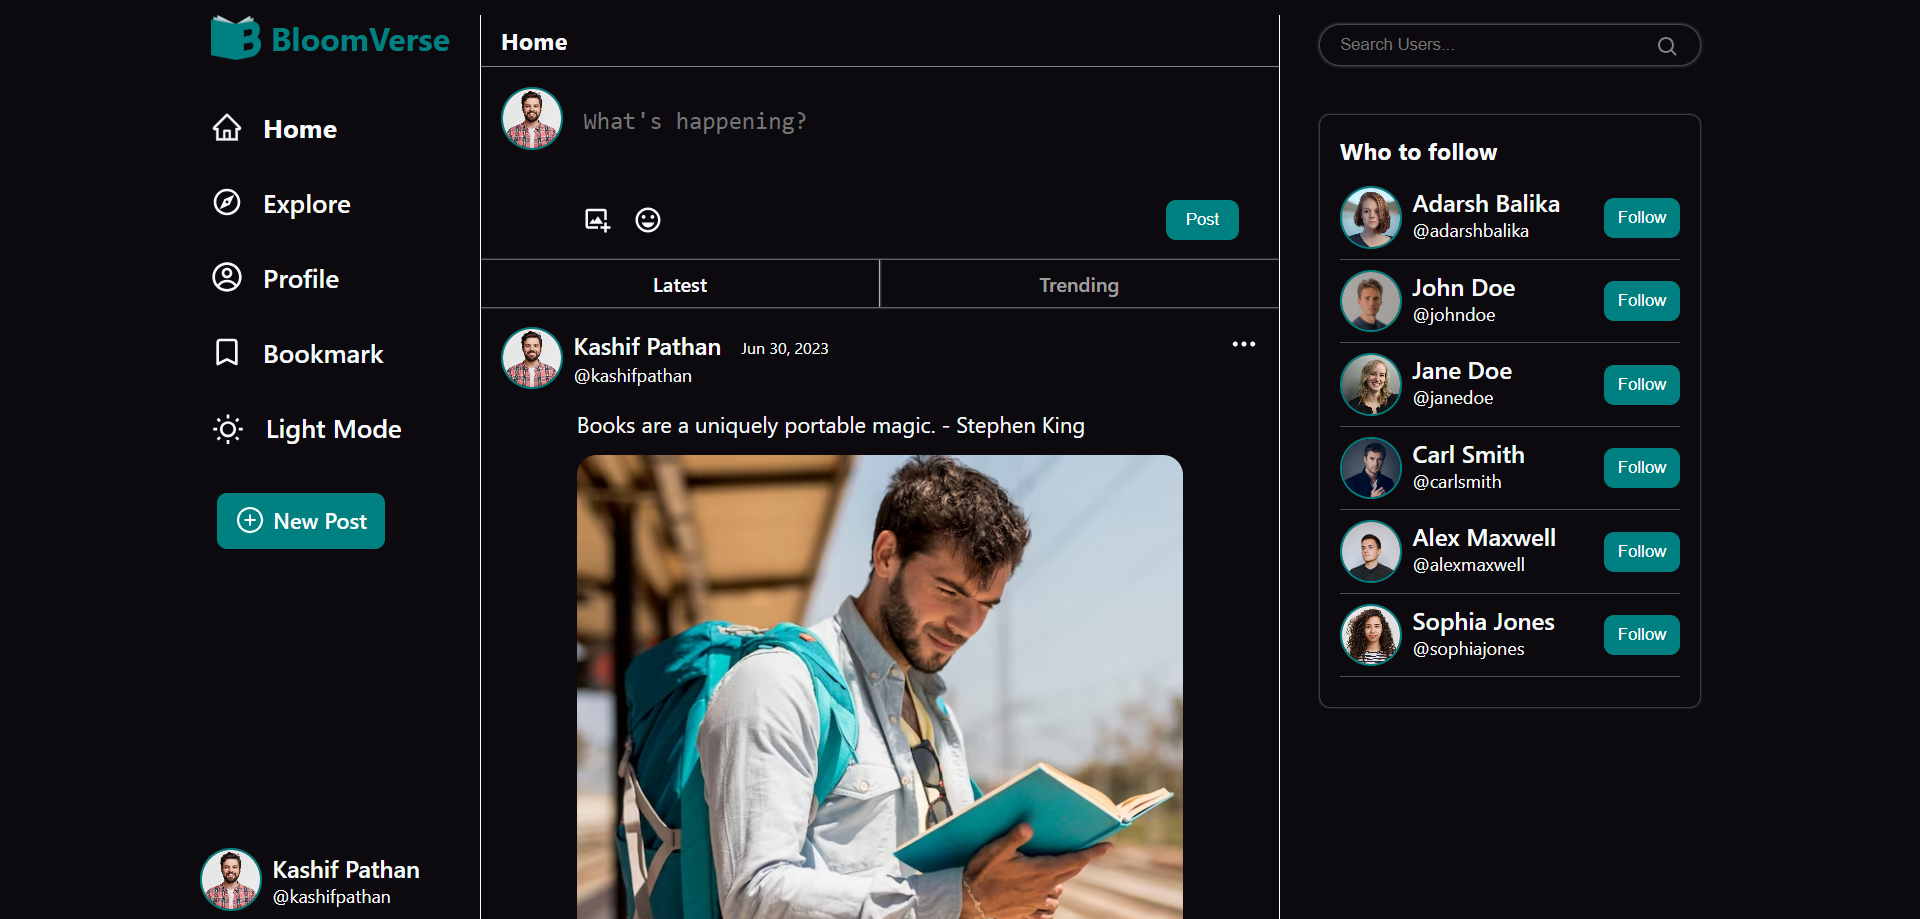 BloomVerse
Home
Explore
Profile
Bookmark
Light Mode
New Post
Kashif Pathan
@kashifpathan
Home
What's happening?
Post
Latest
Trending
Kashif Pathan Jun 30, 2023
@kashifpathan
Books are a uniquely portable magic. - Stephen King
Search Users...
Who to follow
Adarsh Balika
@adarshbalika
Follow
John Doe
@johndoe
Follow
Jane Doe
@janedoe
Follow
Carl Smith
@carlsmith
Follow
Alex Maxwell
@alexmaxwell
Follow
Sophia Jones
@sophiajones
Follow